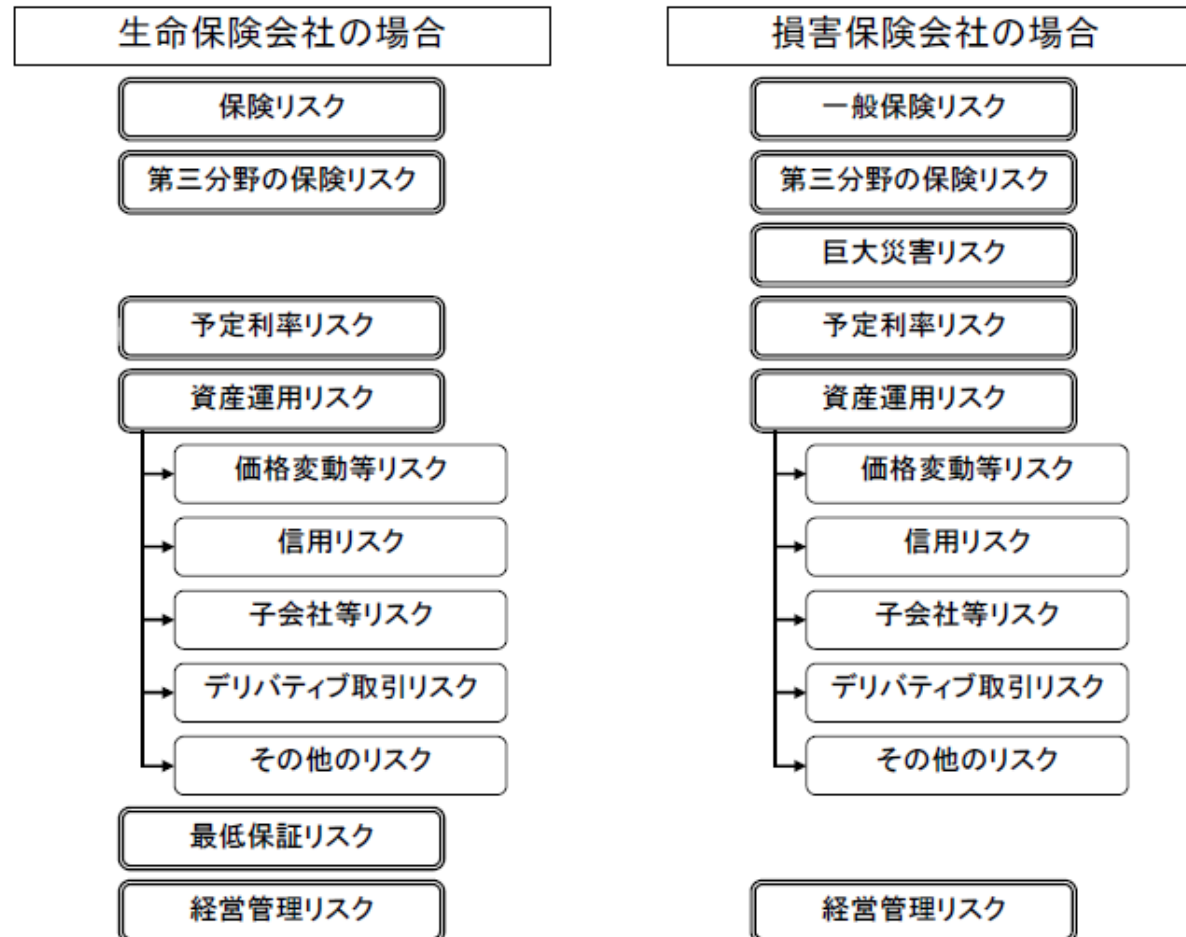 生命保険会社の場合
保険リスク
第三分野の保険リスク
予定利率リスク
資産運用リスク
価格変動等リスク
信用リスク
子会社等リスク
デリバティブ取引リスク
その他のリスク
最低保証リスク
経営管理リスク
損害保険会社の場合
一般保険リスク
第三分野の保険リスク
巨大災害リスク
予定利率リスク
資産運用リスク
価格変動等リスク
信用リスク
子会社等リスク
デリバティブ取引リスク
その他のリスク
経営管理リスク